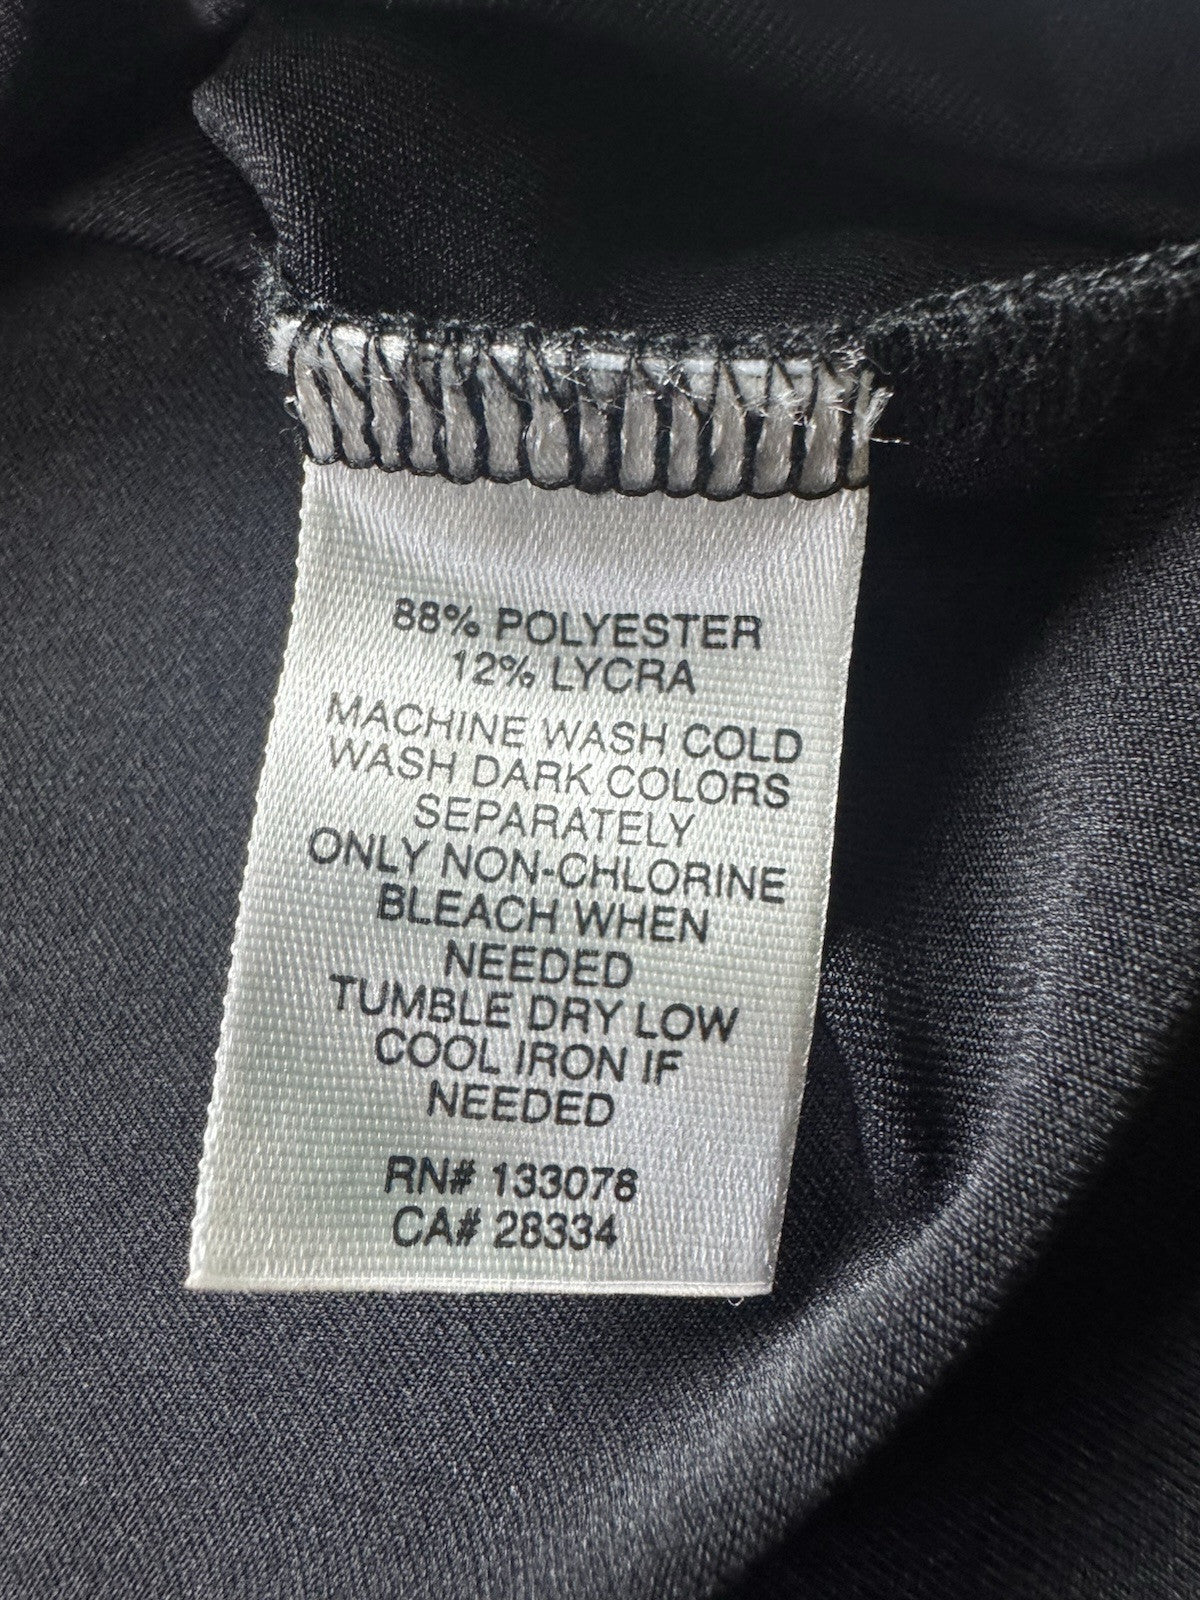 88% POLYESTER
12% LYCRA
MACHINE WASH COLD
WASH DARK COLORS
SEPARATELY
ONLY NON-CHLORINE
BLEACH WHEN
NEEDED
TUMBLE DRY LOW
COOL IRON IF
NEEDED
RN# 133078
CA# 28334